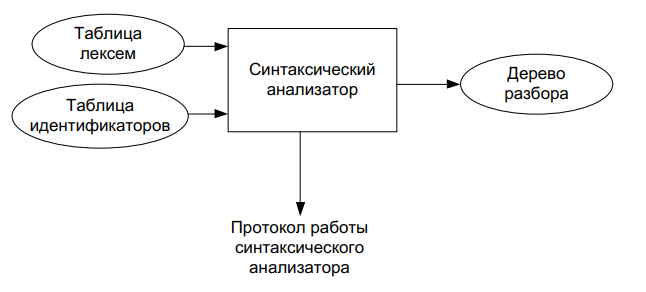 Таблица
лексем
Таблица
идентификаторов
Синтаксический
анализатор
Дерево
разбора
Протокол работы
синтаксического
анализатора